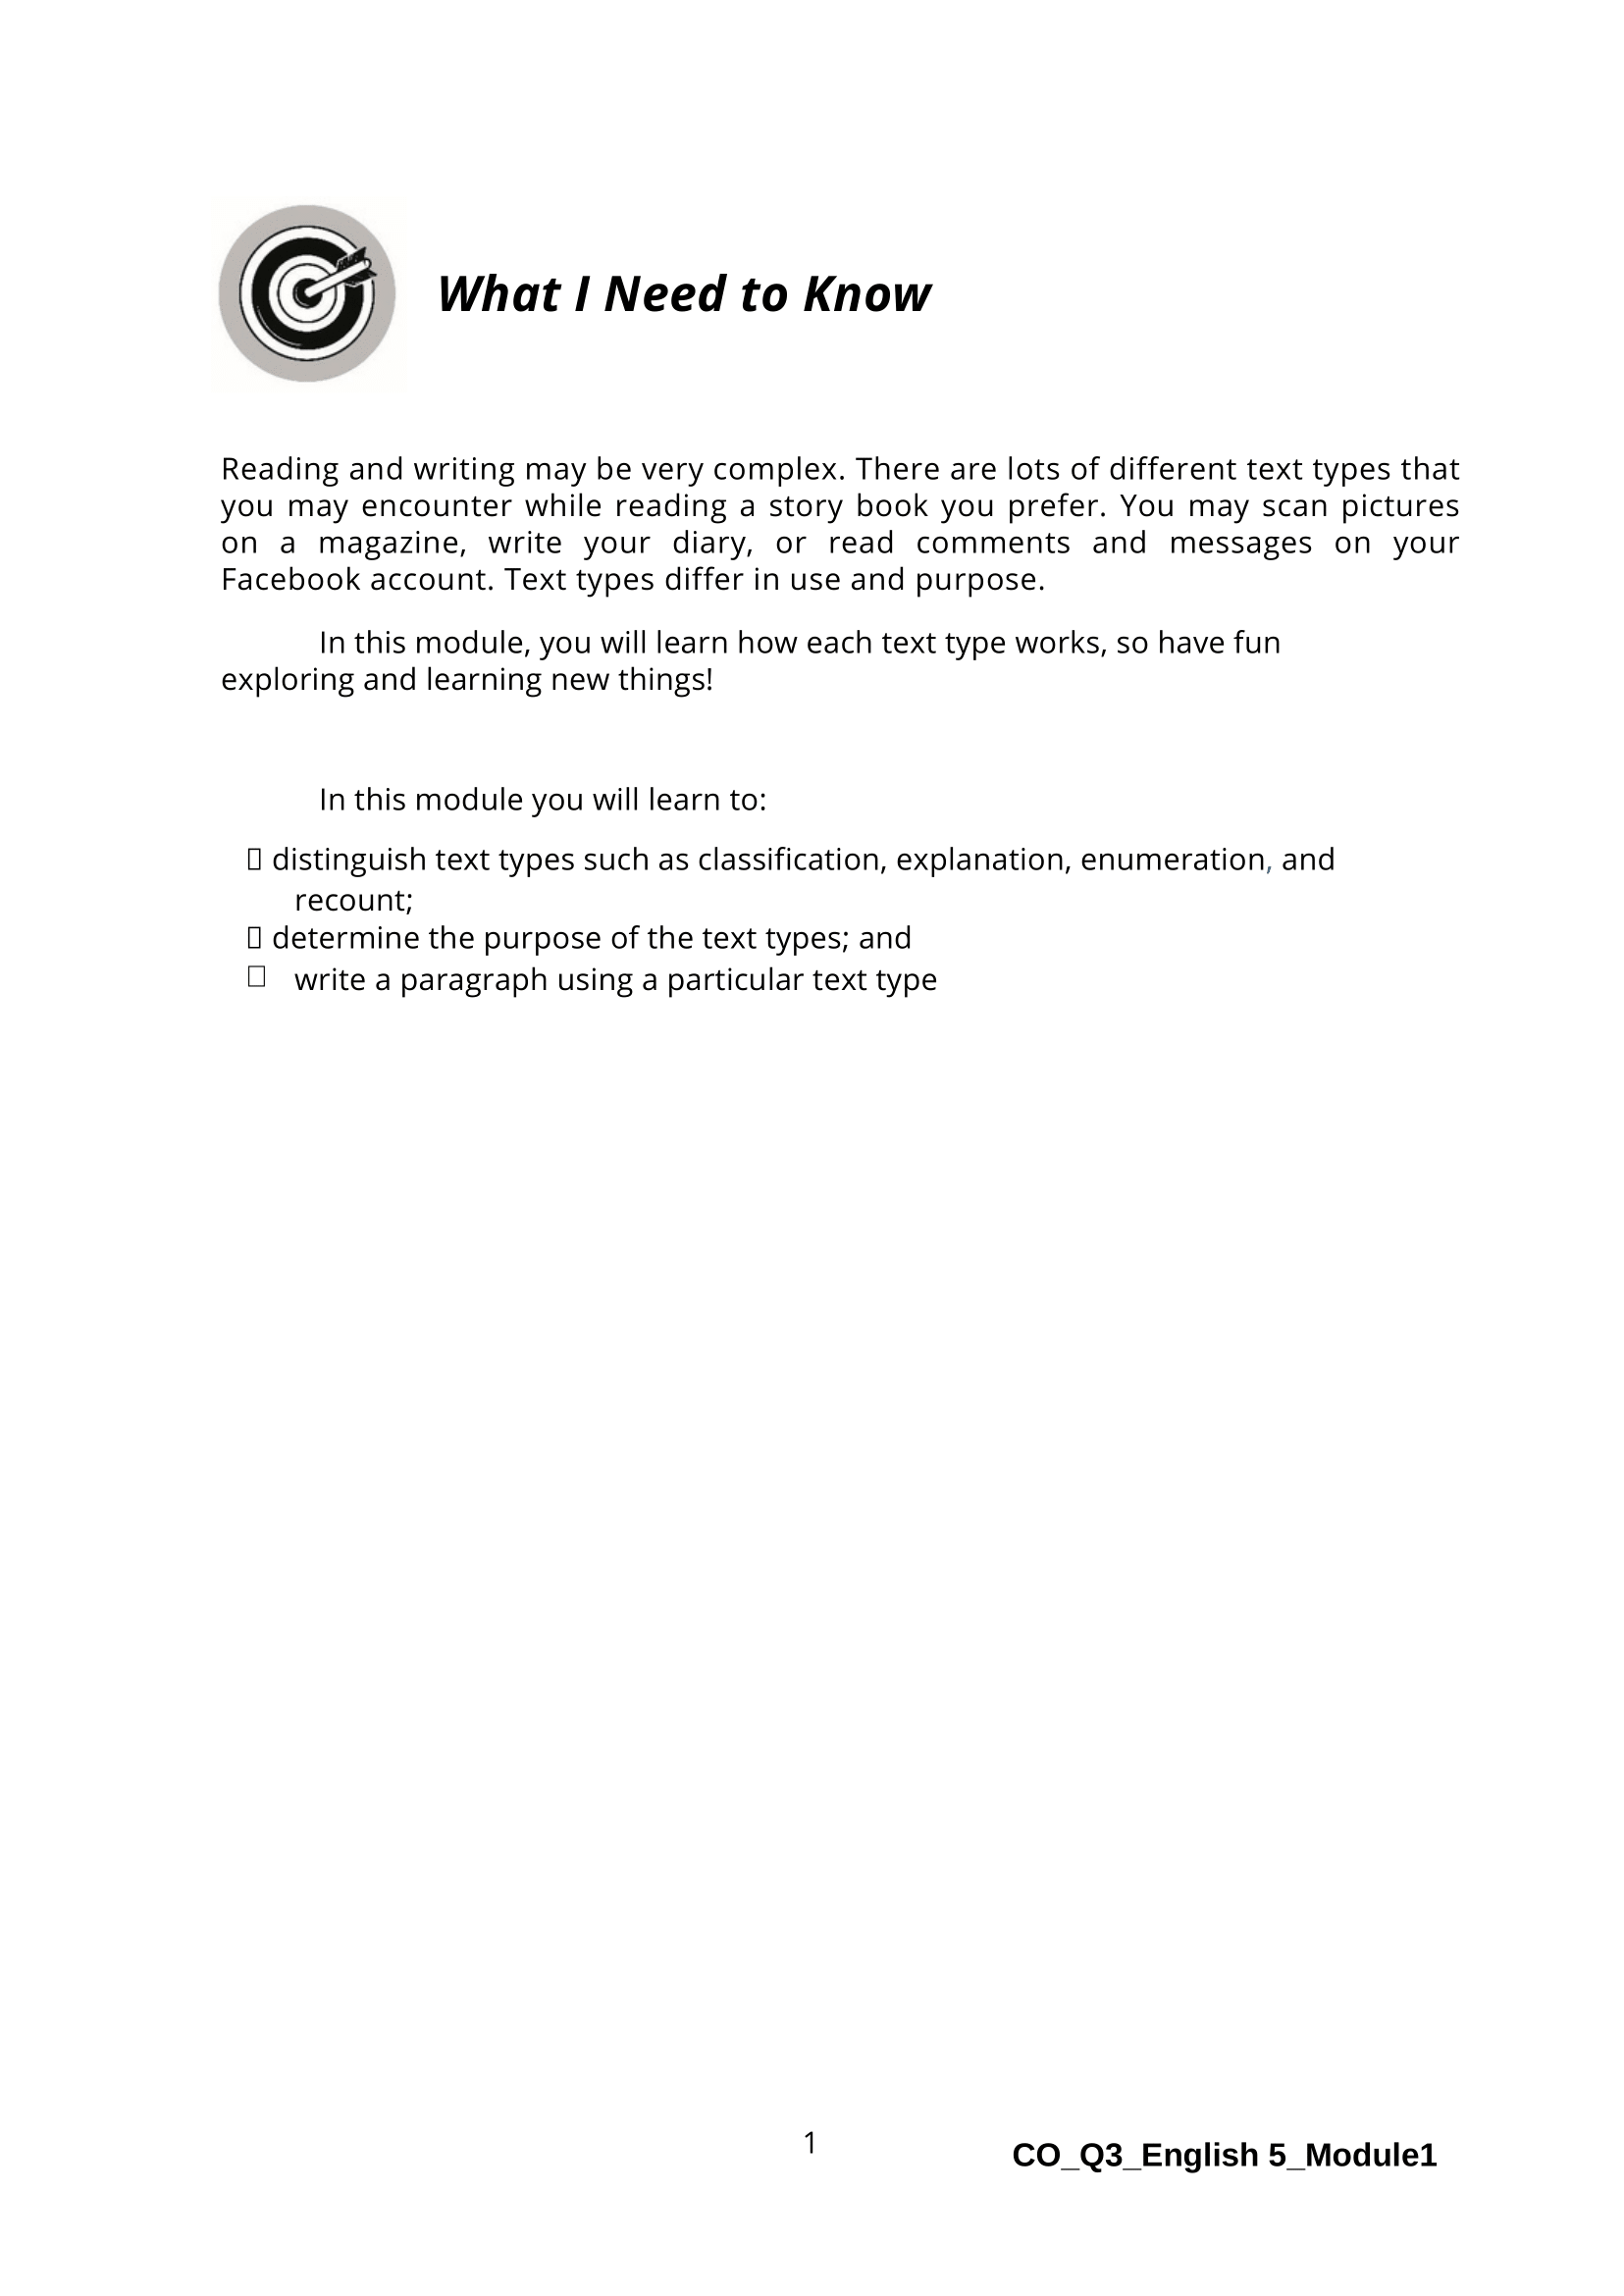 What I Need to Know
Reading and writing may be very complex. There are lots of different text types that
you may encounter while reading a story book you prefer. You may scan pictures
on a magazine, write your diary, or read comments and messages on your
Facebook account. Text types differ in use and purpose.
In this module, you will learn how each text type works, so have fun
exploring and learning new things!
In this module you will learn to:
 distinguish text types such as classification, explanation, enumeration, and
recount;
 determine the purpose of the text types; and
 write a paragraph using a particular text type
1
CO_Q3_English 5_Module1